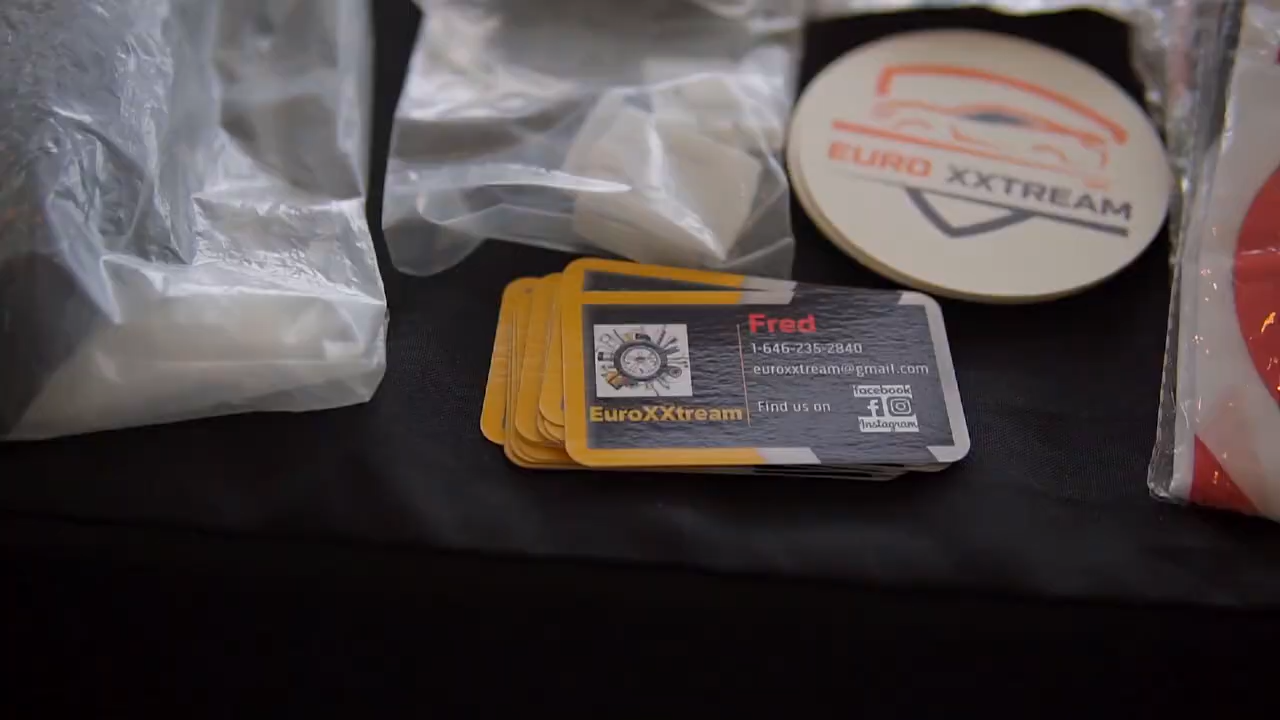 EURO XXTREAM
Fred
1-646-235-2840
euroxxtream@gmail.com
facebook
Find us on
Instagram
EuroXXtream